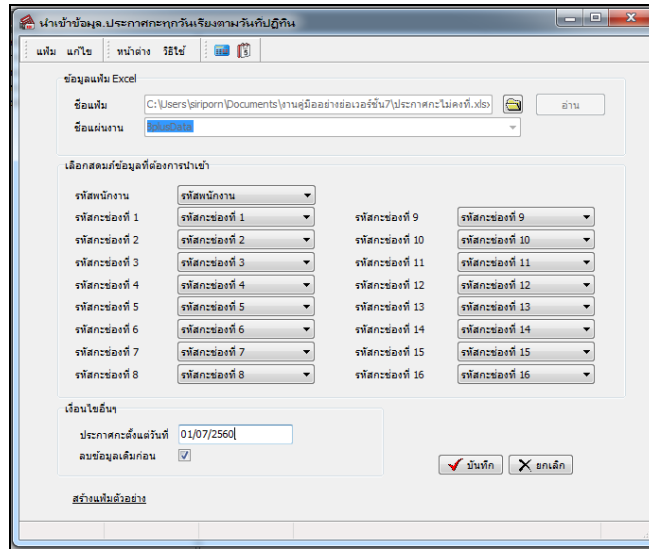 นำเข้าข้อมูล.ประกาศกะทุกวันเรียงตามวันที่ปฏิทิน
แฟ้ม แก้ไข หน้าต่าง วิธีใช้
ข้อมูลแฟ้ม Excel
ชื่อแฟ้ม C:\Users\siriporn\Documents\งานคู่มืออย่างย่อเวอร์ชั่น7\ประกาศกะไม่คงที่.xlsx อ่าน
ชื่อแผ่นงาน BplusData
เลือกสดมภ์ข้อมูลที่ต้องการนำเข้า
รหัสพนักงาน รหัสพนักงาน
รหัสกะช่องที่ 1 รหัสกะช่องที่ 1 รหัสกะช่องที่ 9 รหัสกะช่องที่ 9
รหัสกะช่องที่ 2 รหัสกะช่องที่ 2 รหัสกะช่องที่ 10 รหัสกะช่องที่ 10
รหัสกะช่องที่ 3 รหัสกะช่องที่ 3 รหัสกะช่องที่ 11 รหัสกะช่องที่ 11
รหัสกะช่องที่ 4 รหัสกะช่องที่ 4 รหัสกะช่องที่ 12 รหัสกะช่องที่ 12
รหัสกะช่องที่ 5 รหัสกะช่องที่ 5 รหัสกะช่องที่ 13 รหัสกะช่องที่ 13
รหัสกะช่องที่ 6 รหัสกะช่องที่ 6 รหัสกะช่องที่ 14 รหัสกะช่องที่ 14
รหัสกะช่องที่ 7 รหัสกะช่องที่ 7 รหัสกะช่องที่ 15 รหัสกะช่องที่ 15
รหัสกะช่องที่ 8 รหัสกะช่องที่ 8 รหัสกะช่องที่ 16 รหัสกะช่องที่ 16
เงื่อนไขอื่นๆ
ประกาศกะตั้งแต่วันที่ 01/07/2560
ลบข้อมูลเดิมก่อน
บันทึก ยกเลิก
สร้างแฟ้มตัวอย่าง